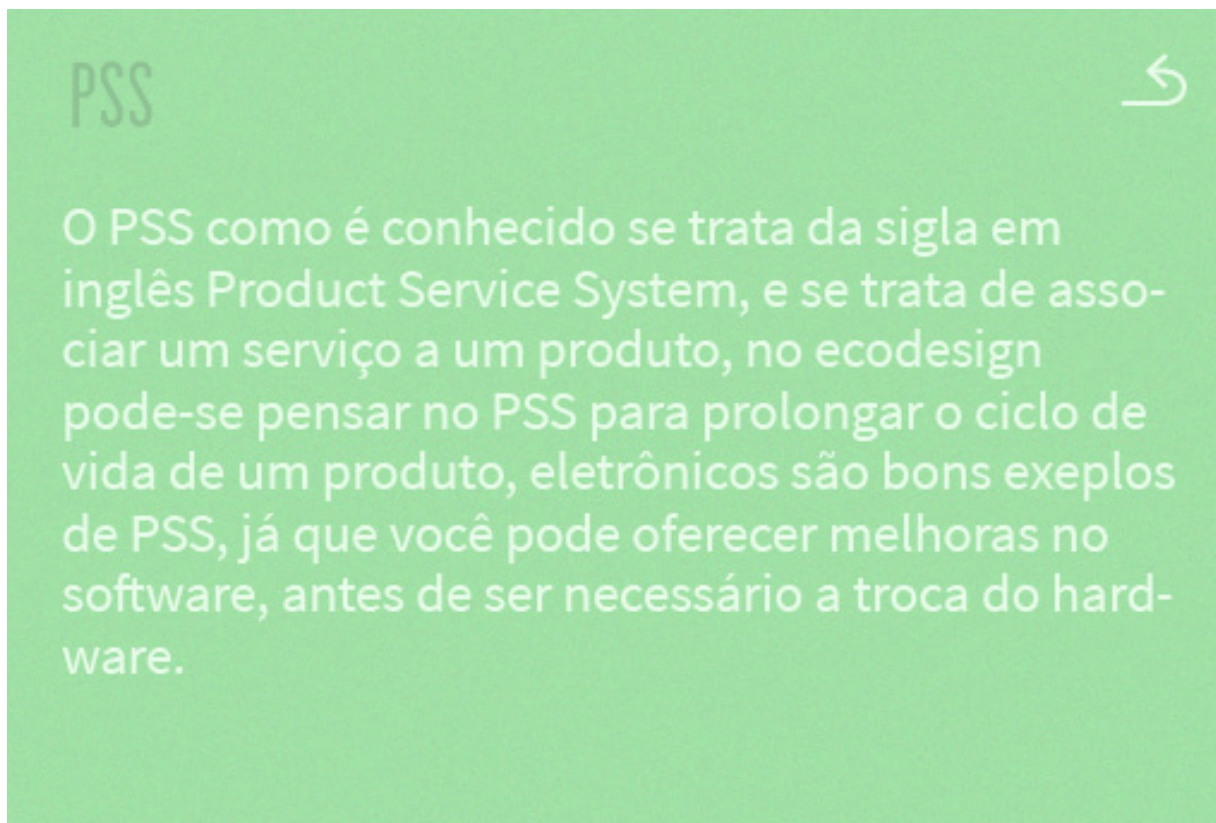 PSS
O PSS como é conhecido se trata da sigla em
inglês Product Service System, e se trata de asso-
ciar um serviço a um produto, no ecodesign
pode-se pensar no PSS para prolongar o ciclo de
vida de um produto, eletrônicos são bons exeplos
de PSS, já que você pode oferecer melhoras no
software, antes de ser necessário a troca do hard-
ware.